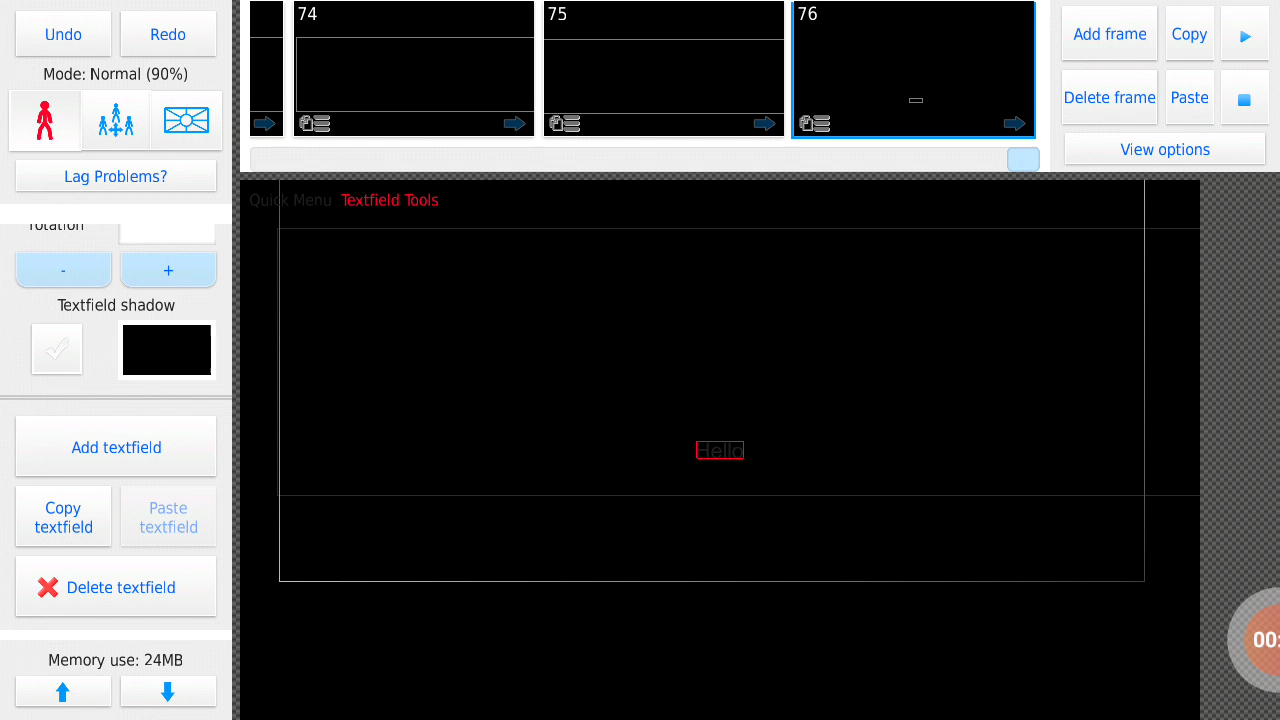 Undo
Redo
Mode: Normal (90%)
Lag Problems?
74
75
76
Add frame
Copy
Delete frame
Paste
View options
Quick Menu
Textfield Tools
rotation
-
+
Textfield shadow
Hello
Add textfield
Copy
textfield
Paste
textfield
Delete textfield
Memory use: 24MB
00: